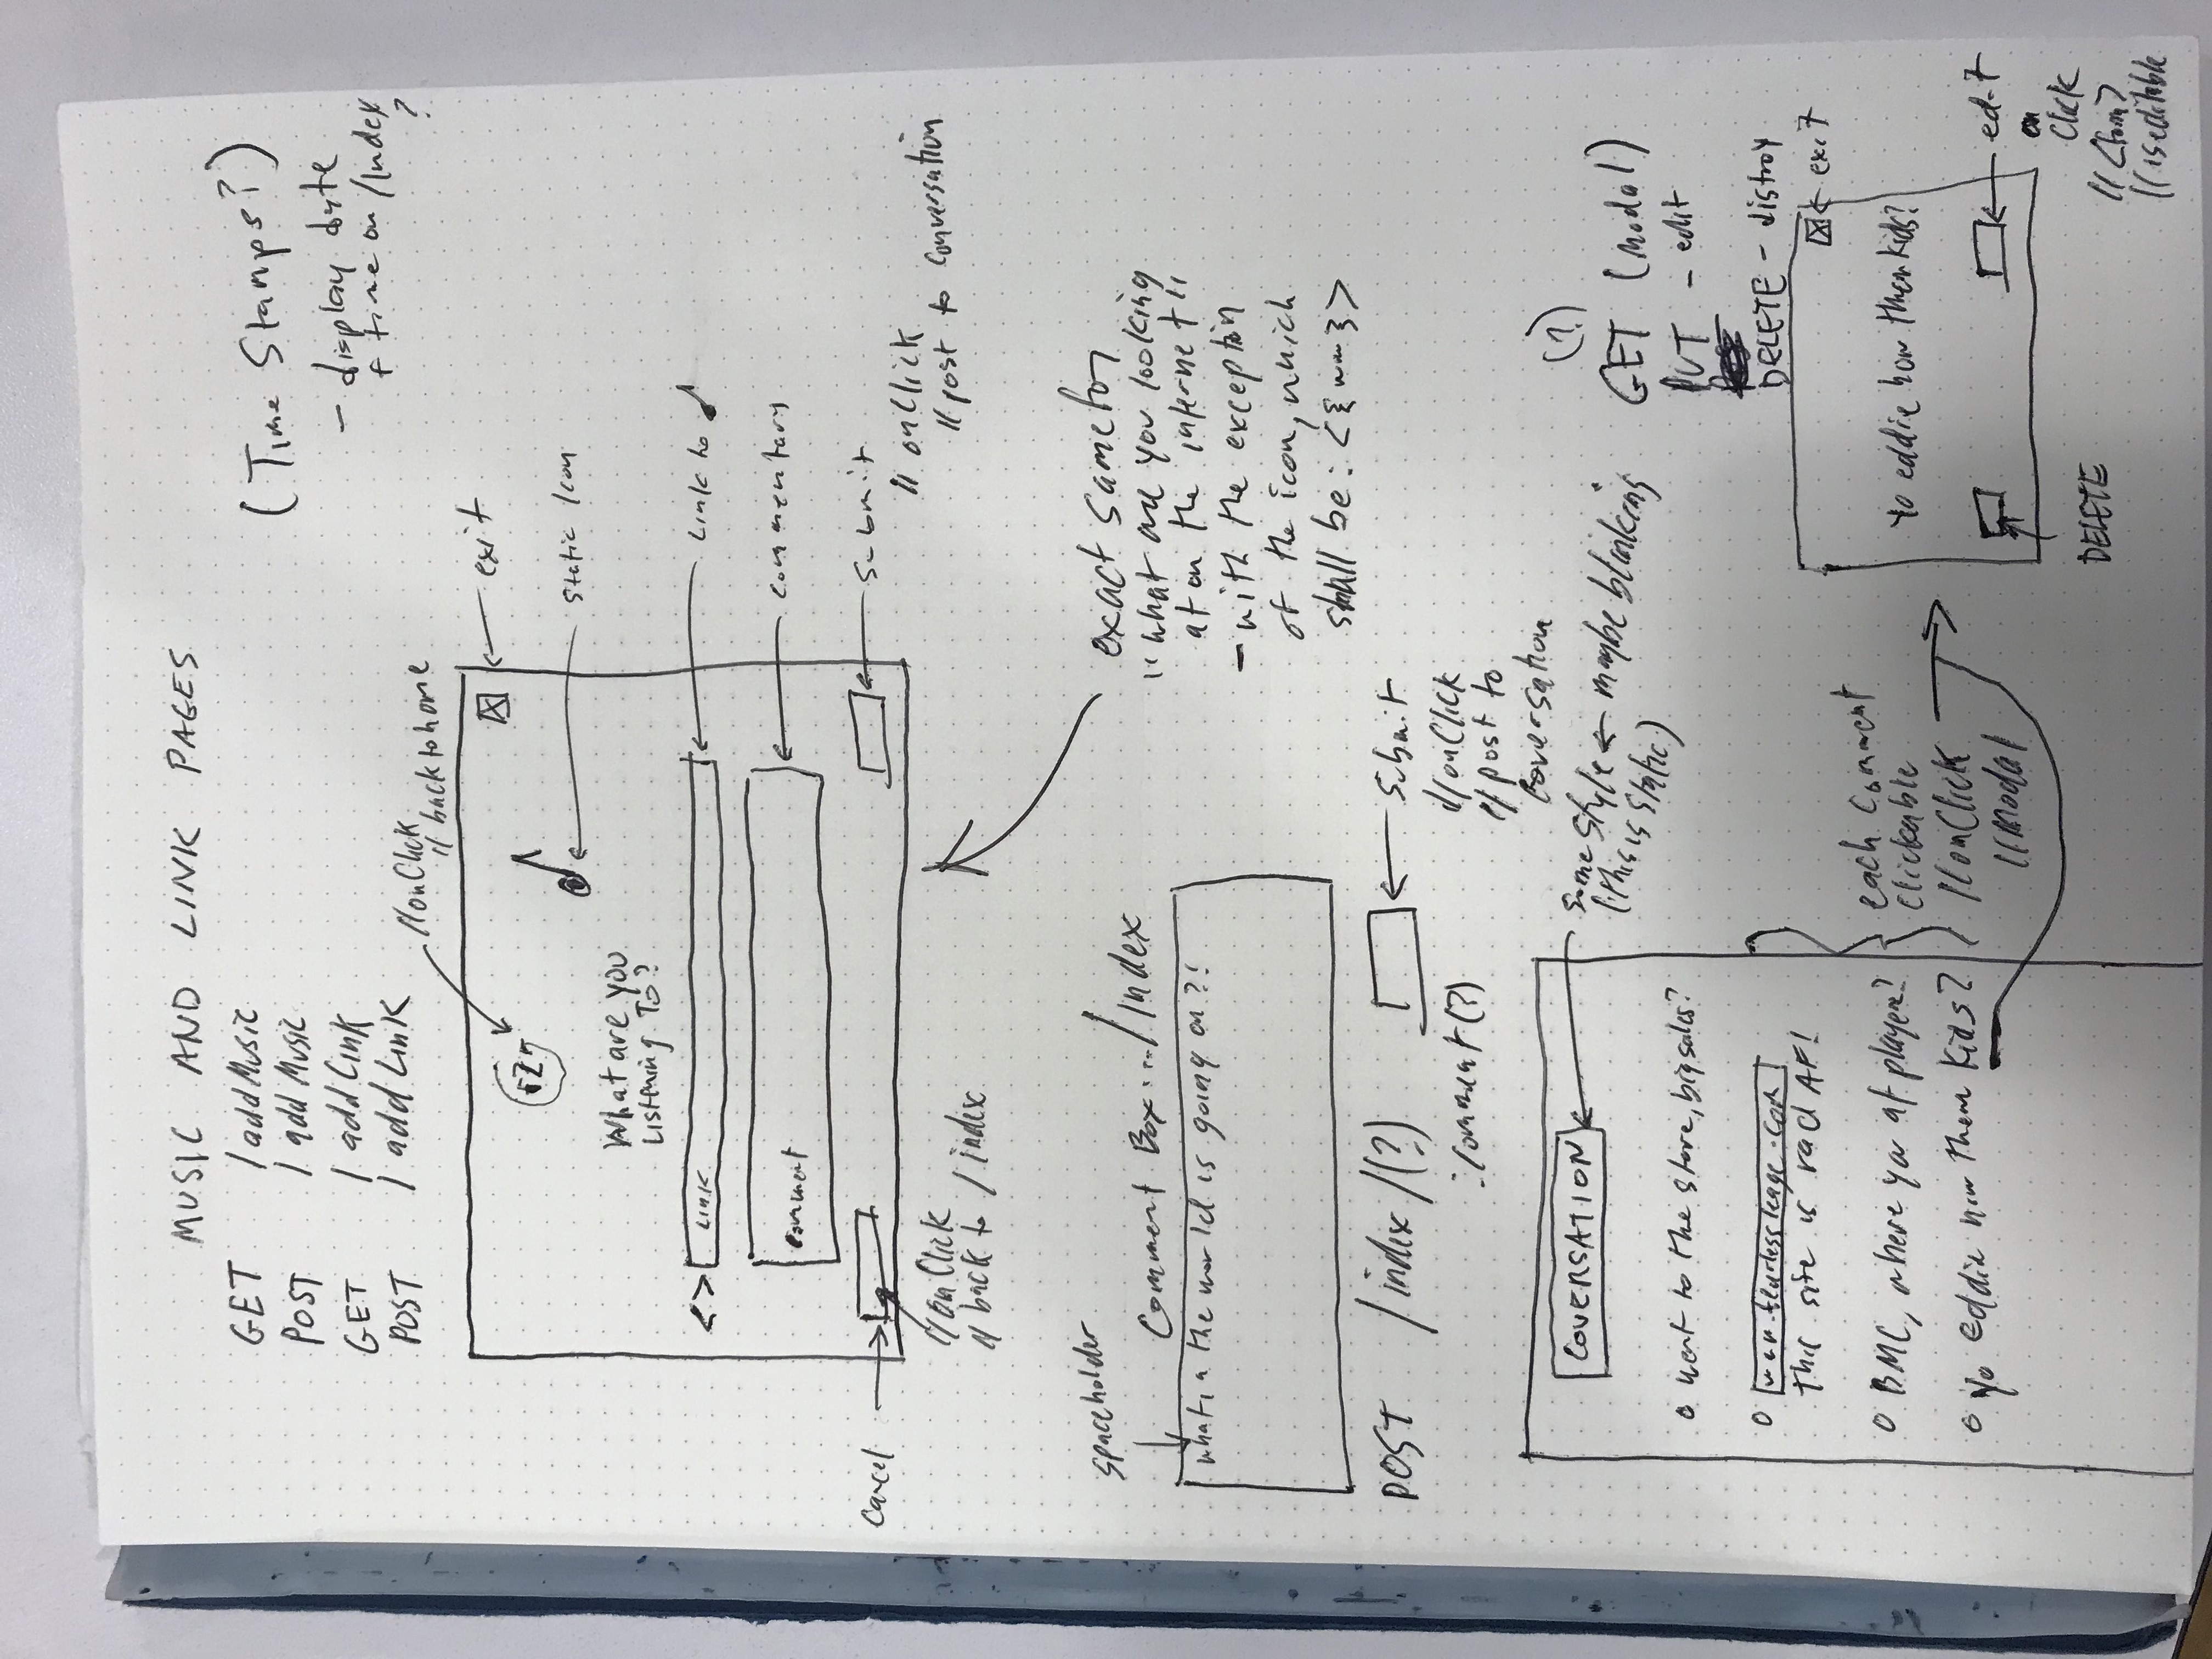 MUSIC AND LINK PAGES
GET /addMusic
POST /addMusic
GET /addLink
POST /addLink
(Time Stamps?)
- display date
+ time on /Index
?
//onClick
// back to home
exit
static icon
What are you
Listening To?
<> Link
Link to ♪
comment
commentary
Cancel
submit
// onClick
// post to conversation
//onClick
// back to /index
spaceholder
Comment Box.../Index
what in the world is going on?!
exact same for
"what are you looking
at on the internet"
- with the exception
of the icon, which
shall be: <{ww}>
POST /index/(?)
:comment(?)
Submit
//onClick
// post to
Coversation
COVERSATION
some style ← maybe blinking
(this is static)
o went to the store, big sales?
o
this site is rad AF!
o BMC, where you at playere?
o Yo eddie how them kids?
each comment
clickable
//onClick
//Modal
(?)
GET (modal)
PUT - edit
DELETE - distroy
exit
Yo eddie how them kids?
DELETE
edit
on
Click
// <form>
// is editable